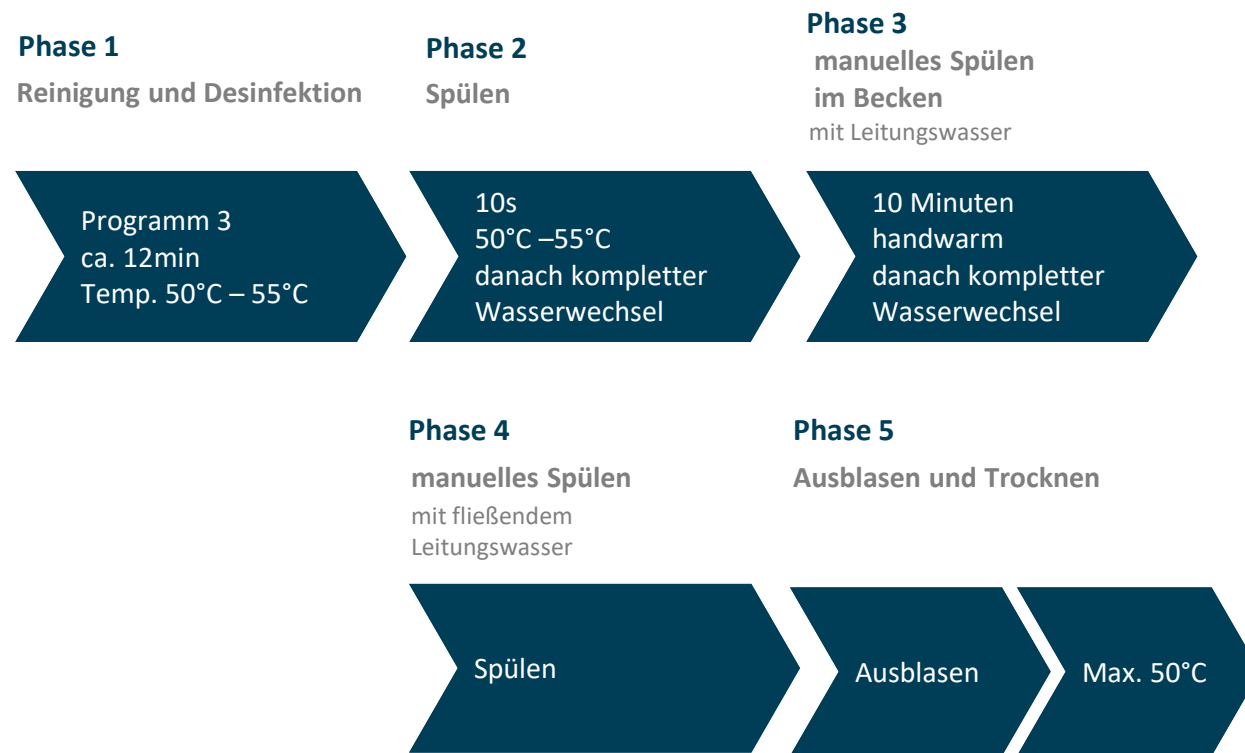 Phase 1
Reinigung und Desinfektion
Programm 3
ca. 12min
Temp. 50°C – 55°C
Phase 2
Spülen
10s
50°C –55°C
danach kompletter
Wasserwechsel
Phase 3
manuelles Spülen
im Becken
mit Leitungswasser
10 Minuten
handwarm
danach kompletter
Wasserwechsel
Phase 4
manuelles Spülen
mit fließendem
Leitungswasser
Spülen
Phase 5
Ausblasen und Trocknen
Ausblasen
Max. 50°C